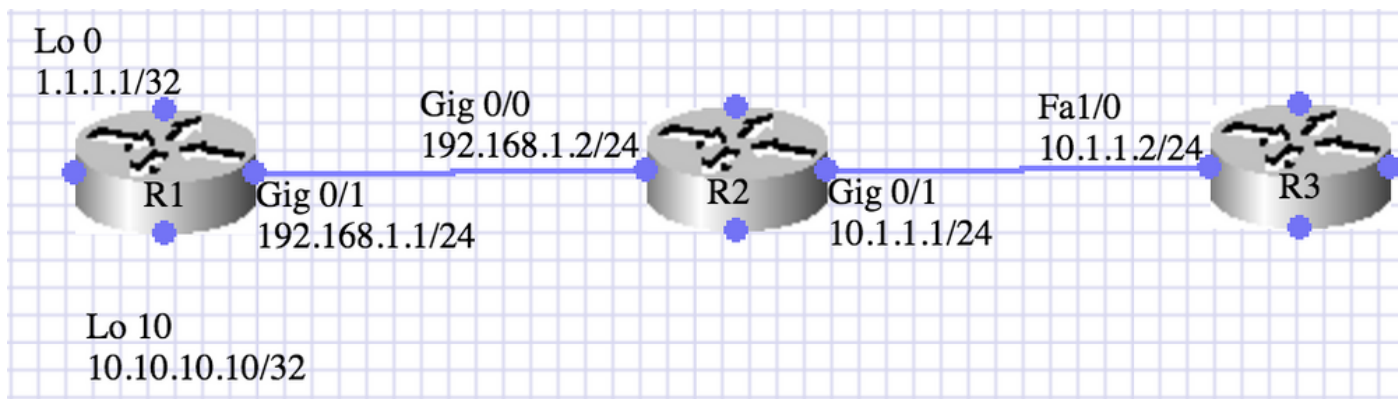 Lo 0
1.1.1.1/32
R1
Gig 0/1
192.168.1.1/24
Lo 10
10.10.10.10/32
Gig 0/0
192.168.1.2/24
R2
Gig 0/1
10.1.1.1/24
Fa1/0
10.1.1.2/24
R3